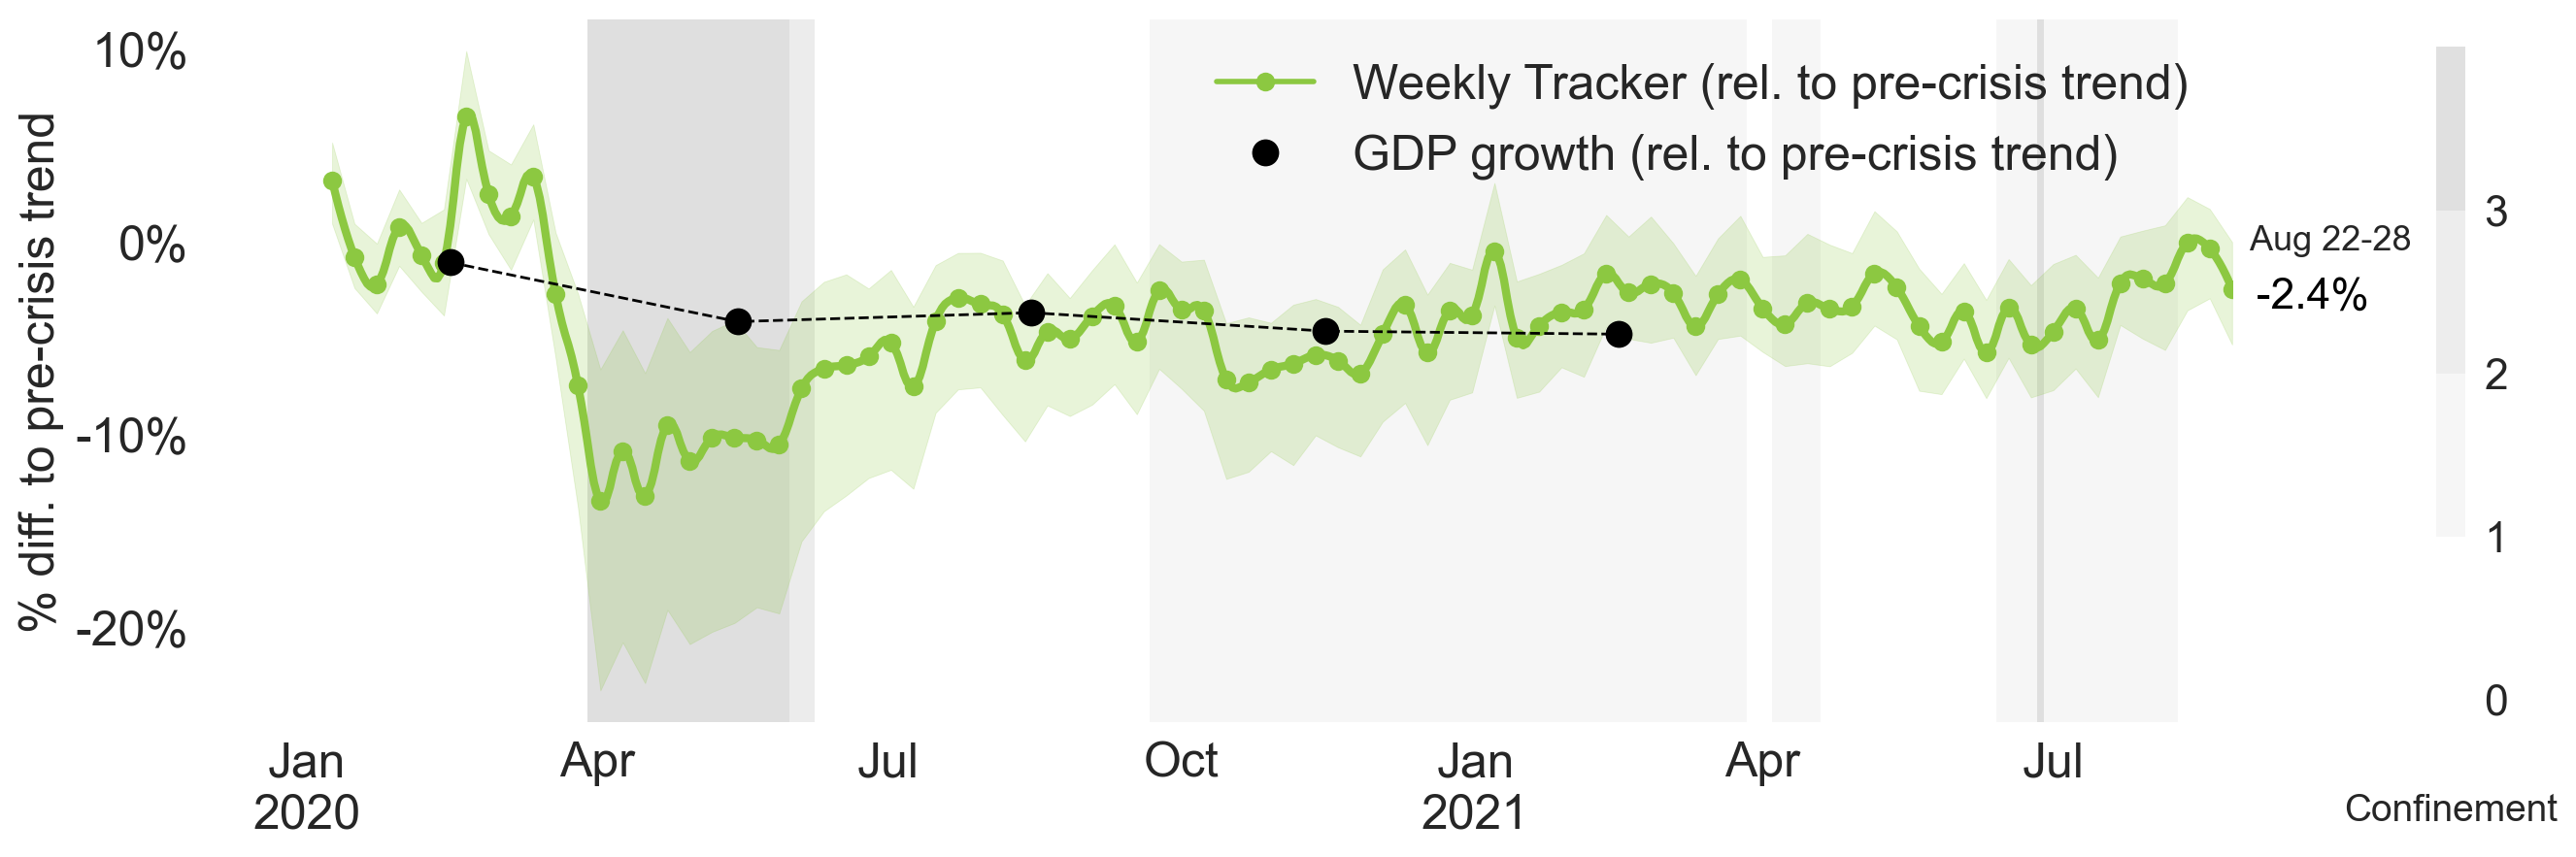 % diff. to pre-crisis trend
10%
0%
-10%
-20%
Weekly Tracker (rel. to pre-crisis trend)
GDP growth (rel. to pre-crisis trend)
Aug 22-28
-2.4%
3
2
1
0
Jan Apr Jul Oct Jan Apr Jul
2020 2021
Confinement